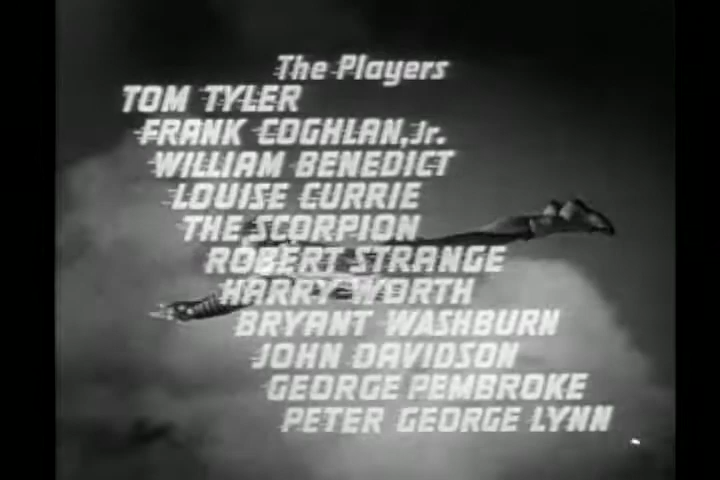 The Players
TOM TYLER
FRANK COGHLAN, Jr.
WILLIAM BENEDICT
LOUISE CURRIE
THE SCORPION
ROBERT STRANGE
HARRY WORTH
BRYANT WASHBURN
JOHN DAVIDSON
GEORGE PEMBROKE
PETER GEORGE LYNN